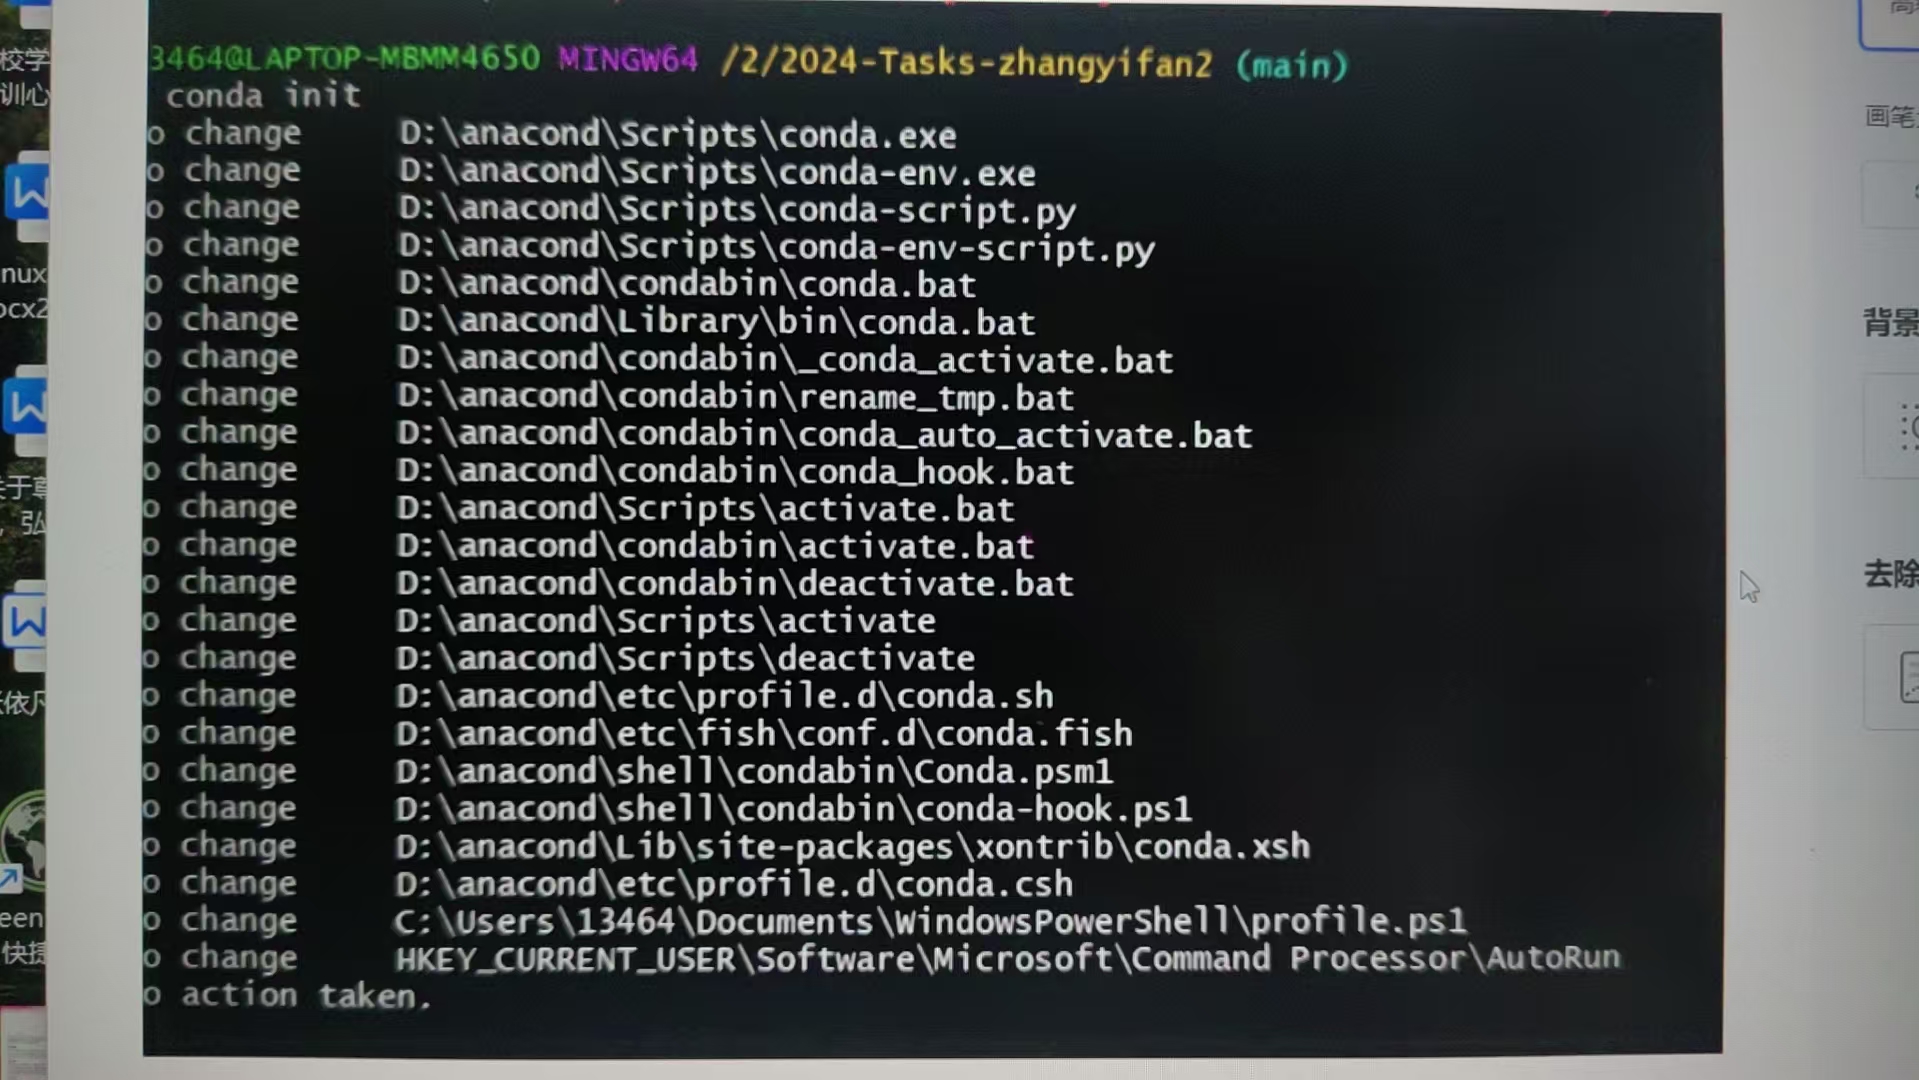 3464@LAPTOP-MBMM4650 MINGW64 /2/2024-Tasks-zhangyifan2 (main)
conda init
o change D:\anacond\Scripts\conda.exe
o change D:\anacond\Scripts\conda-env.exe
o change D:\anacond\Scripts\conda-script.py
o change D:\anacond\Scripts\conda-env-script.py
o change D:\anacond\condabin\conda.bat
o change D:\anacond\Library\bin\conda.bat
o change D:\anacond\condabin\_conda_activate.bat
o change D:\anacond\condabin\rename_tmp.bat
o change D:\anacond\condabin\conda_auto_activate.bat
o change D:\anacond\condabin\conda_hook.bat
o change D:\anacond\Scripts\activate.bat
o change D:\anacond\condabin\activate.bat
o change D:\anacond\condabin\deactivate.bat
o change D:\anacond\Scripts\activate
o change D:\anacond\Scripts\deactivate
o change D:\anacond\etc\profile.d\conda.sh
o change D:\anacond\etc\fish\conf.d\conda.fish
o change D:\anacond\shell\condabin\Conda.psm1
o change D:\anacond\shell\condabin\conda-hook.ps1
o change D:\anacond\Lib\site-packages\xontrib\conda.xsh
o change D:\anacond\etc\profile.d\conda.csh
o change C:\Users\13464\Documents\WindowsPowerShell\profile.ps1
o change HKEY_CURRENT_USER\Software\Microsoft\Command Processor\AutoRun
o action taken.
校学
训心
nux
ocx2
关于尊
，弘
依凡
een
快捷
画笔
背景
去除